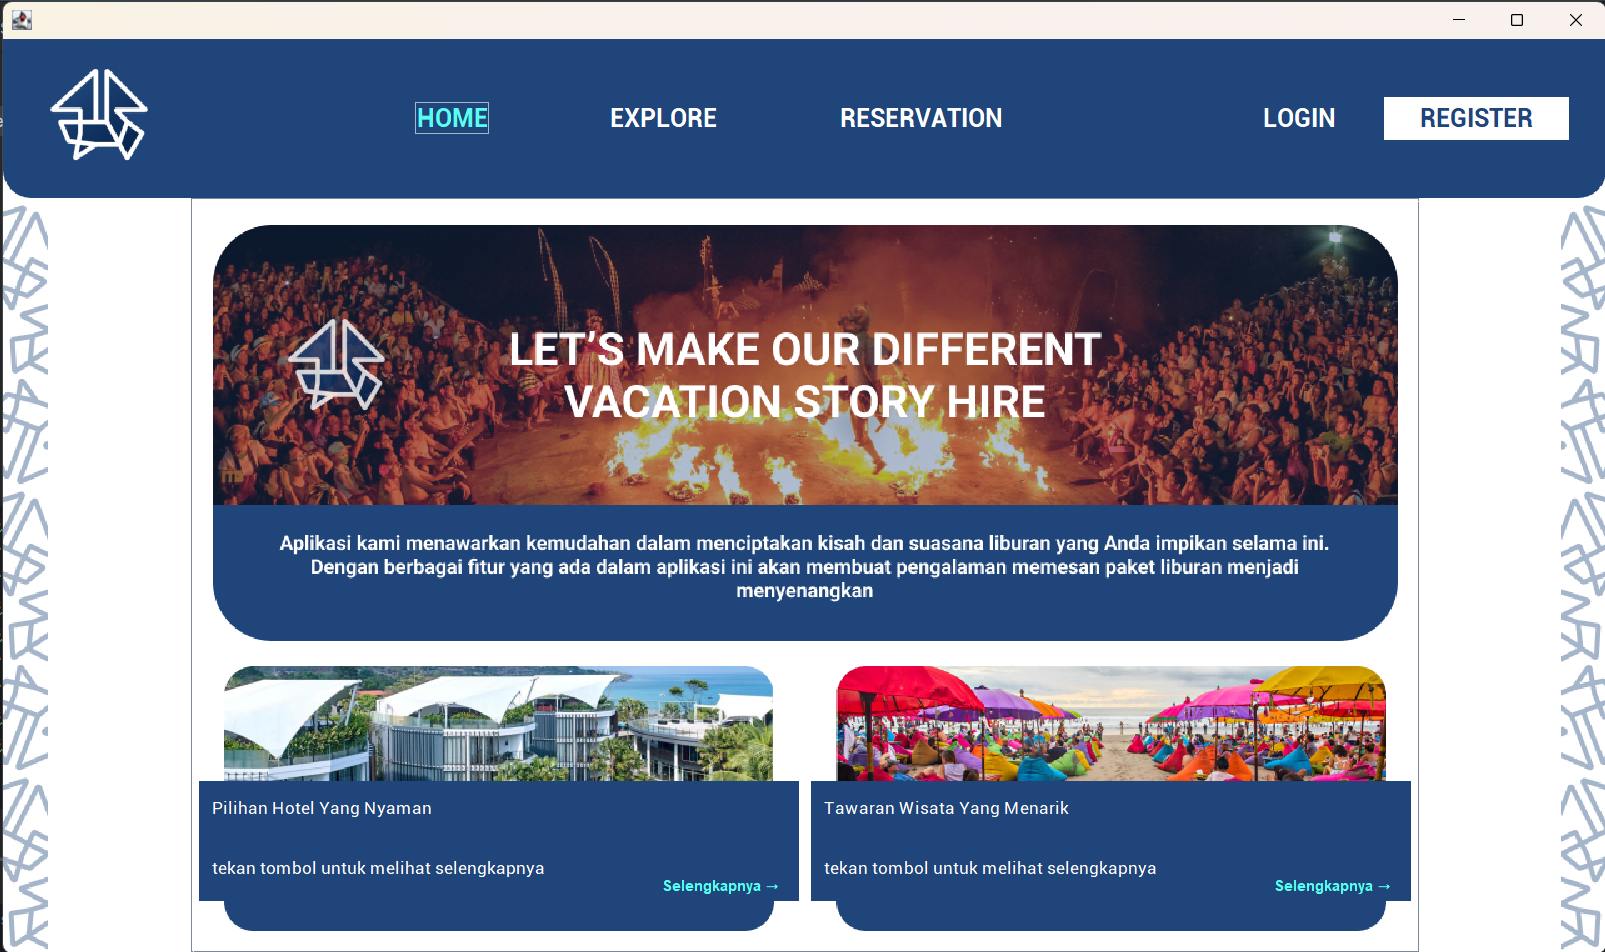 HOME
EXPLORE
RESERVATION
LOGIN
REGISTER
LET’S MAKE OUR DIFFERENT
VACATION STORY HIRE
Aplikasi kami menawarkan kemudahan dalam menciptakan kisah dan suasana liburan yang Anda impikan selama ini.
Dengan berbagai fitur yang ada dalam aplikasi ini akan membuat pengalaman memesan paket liburan menjadi
menyenangkan
Pilihan Hotel Yang Nyaman
tekan tombol untuk melihat selengkapnya
Selengkapnya →
Tawaran Wisata Yang Menarik
tekan tombol untuk melihat selengkapnya
Selengkapnya →